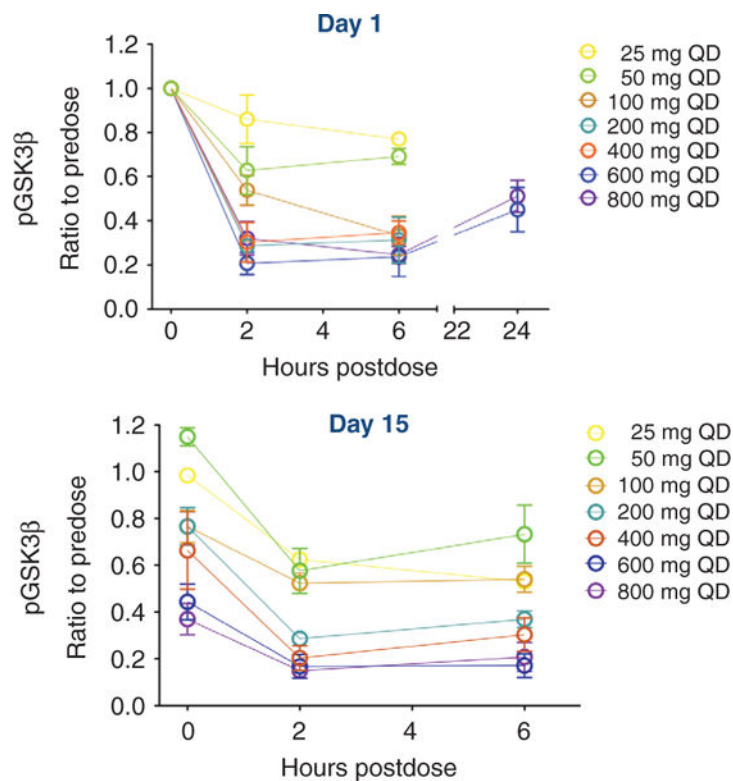 Day 1
pGSK3β
Ratio to predose
1.2
1.0
0.8
0.6
0.4
0.2
0.0
0 2 4 6 22 24
Hours postdose
25 mg QD
50 mg QD
100 mg QD
200 mg QD
400 mg QD
600 mg QD
800 mg QD
Day 15
pGSK3β
Ratio to predose
1.2
1.0
0.8
0.6
0.4
0.2
0.0
0 2 4 6
Hours postdose
25 mg QD
50 mg QD
100 mg QD
200 mg QD
400 mg QD
600 mg QD
800 mg QD